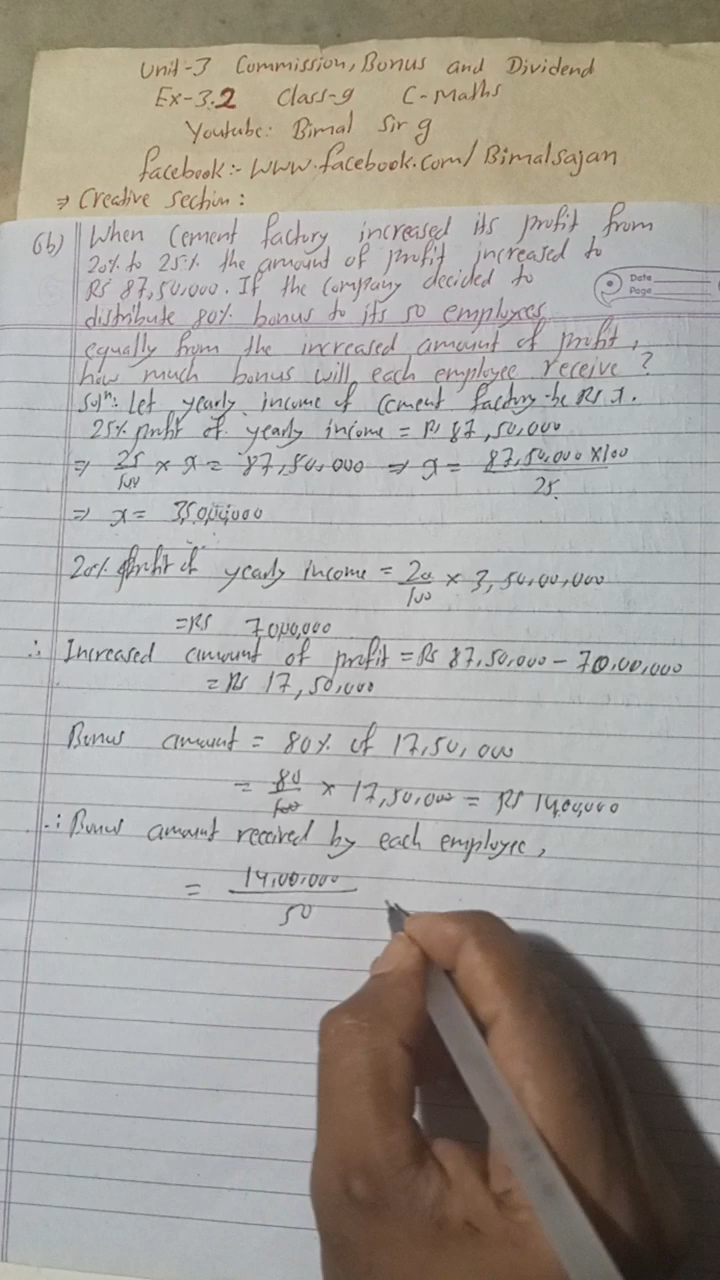 Unit-3 Commission, Bonus and Dividend
Ex-3.2 Class-9 C-Maths
Youtube: Bimal Sir g
facebook:- www.facebook.com/Bimalsajan
⇒ Creative Section:
6b) When Cement factory increased its profit from
20% to 25% the amount of profit increased to
RS 87,50,000. If the company decided to
Date
Page
distribute 80% bonus to its 50 employees
equally from the increased amount of profit,
how much bonus will each employee receive?
Solⁿ: Let yearly income of Cement factory be RS x.
25% profit of yearly income = RS 87,50,000
⇒ 25/100 × x = 87,50,000 ⇒ x = 87,50,000 × 100 / 25
⇒ x = 3,50,00,000
20% profit of yearly income = 20/100 × 3,50,00,000
= RS 70,00,000
∴ Increased amount of profit = RS 87,50,000 - 70,00,000
= RS 17,50,000
Bonus amount = 80% of 17,50,000
= 80/100 × 17,50,000 = RS 14,00,000
∴ Bonus amount received by each employee,
= 14,00,000 / 50